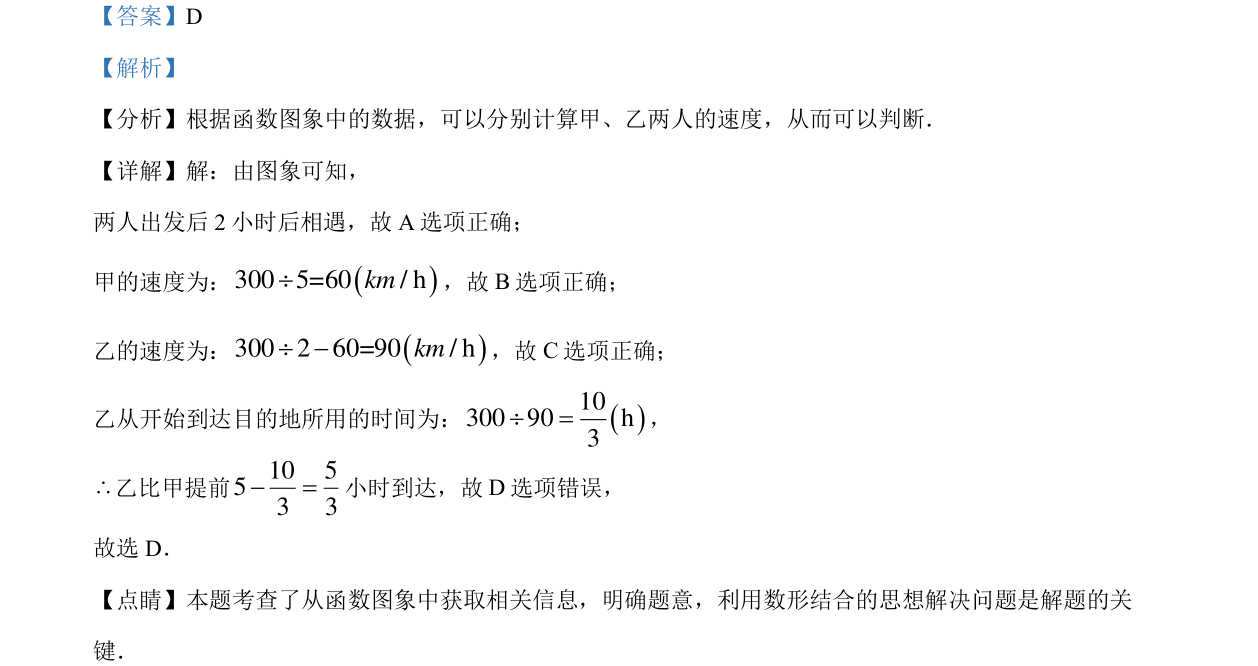 【答案】D
【解析】
【分析】根据函数图象中的数据，可以分别计算甲、乙两人的速度，从而可以判断．
【详解】解：由图象可知，
两人出发后 2 小时后相遇，故 A 选项正确；
甲的速度为：300÷5=60(km/h)，故 B 选项正确；
乙的速度为：300÷2−60=90(km/h)，故 C 选项正确；
乙从开始到达目的地所用的时间为：300÷90=10/3(h)，
∴乙比甲提前5−10/3=5/3小时到达，故 D 选项错误，
故选 D．
【点睛】本题考查了从函数图象中获取相关信息，明确题意，利用数形结合的思想解决问题是解题的关
键．